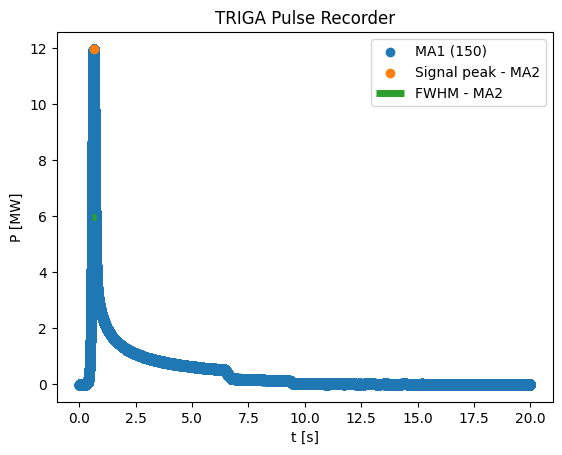 TRIGA Pulse Recorder
MA1 (150)
Signal peak - MA2
FWHM - MA2
P [MW]
12
10
8
6
4
2
0
0.0 2.5 5.0 7.5 10.0 12.5 15.0 17.5 20.0
t [s]